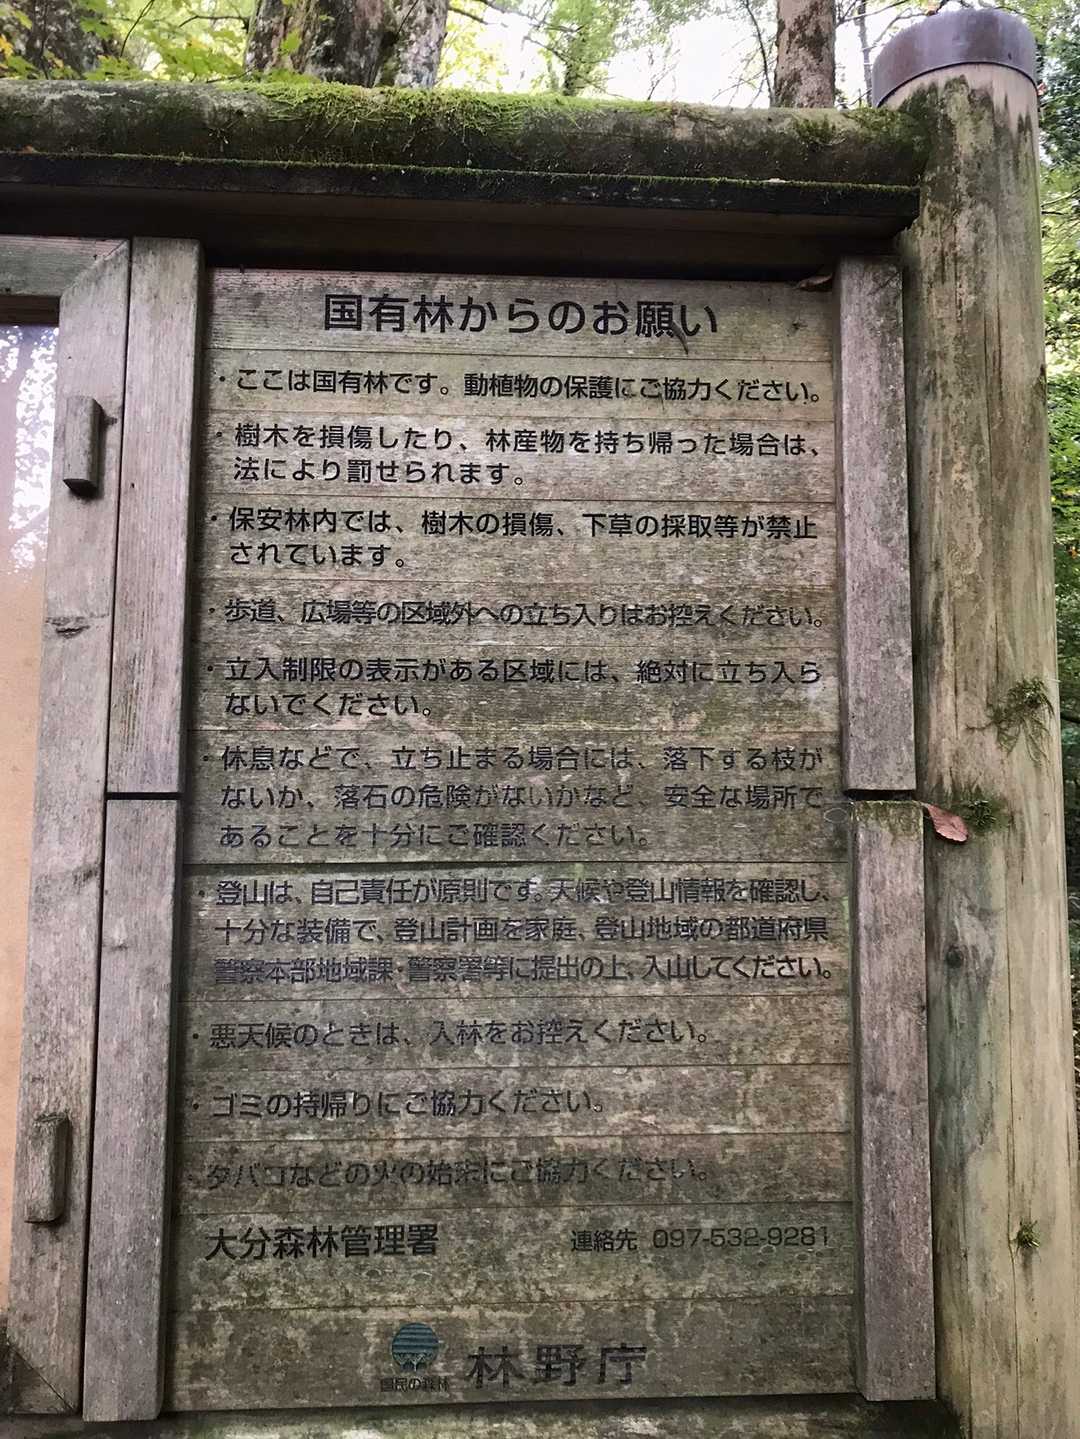 国有林からのお願い
・ここは国有林です。動植物の保護にご協力ください。
・樹木を損傷したり、林産物を持ち帰った場合は、
法により罰せられます。
・保安林内では、樹木の損傷、下草の採取等が禁止
されています。
・歩道、広場等の区域外への立ち入りはお控えください。
・立入制限の表示がある区域には、絶対に立ち入ら
ないでください。
・休息などで、立ち止まる場合には、落下する枝が
ないか、落石の危険がないかなど、安全な場所で
あることを十分にご確認ください。
・登山は、自己責任が原則です。天候や登山情報を確認し、
十分な装備で、登山計画を家庭、登山地域の都道府県
警察本部地域課・警察署等に提出の上、入山してください。
・悪天候のときは、入林をお控えください。
・ゴミの持帰りにご協力ください。
・タバコなどの火の始末にご協力ください。
大分森林管理署 連絡先 097-532-9281
国民の森林 林野庁